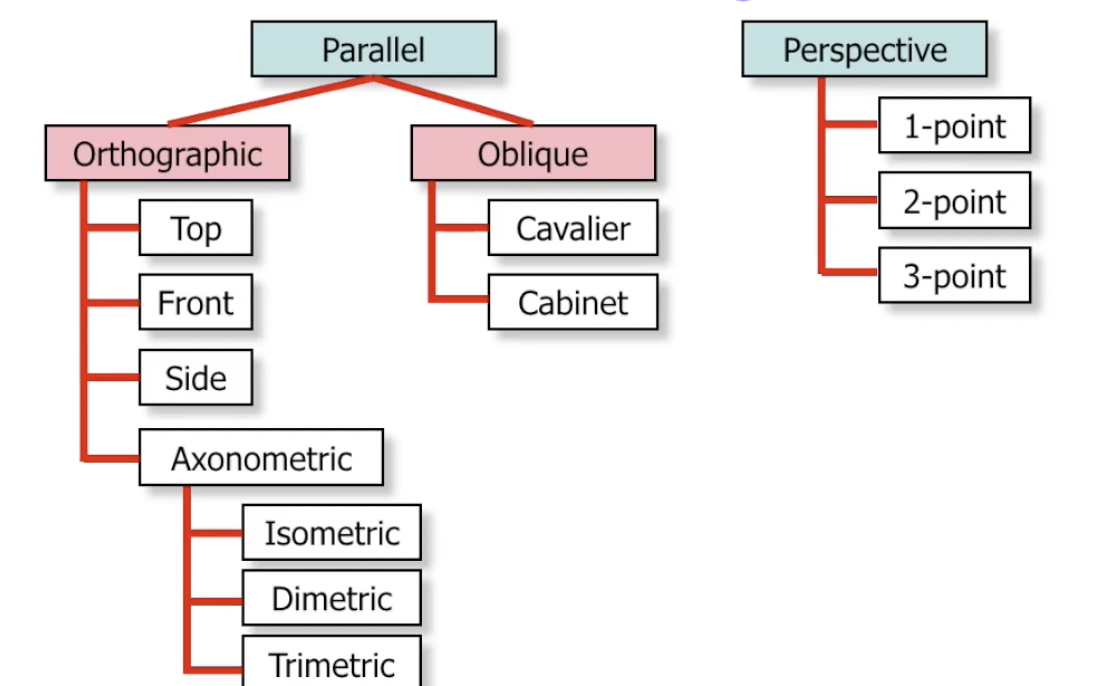 Parallel
Perspective
Orthographic
Oblique
1-point
2-point
3-point
Top
Front
Side
Axonometric
Isometric
Dimetric
Trimetric
Cavalier
Cabinet